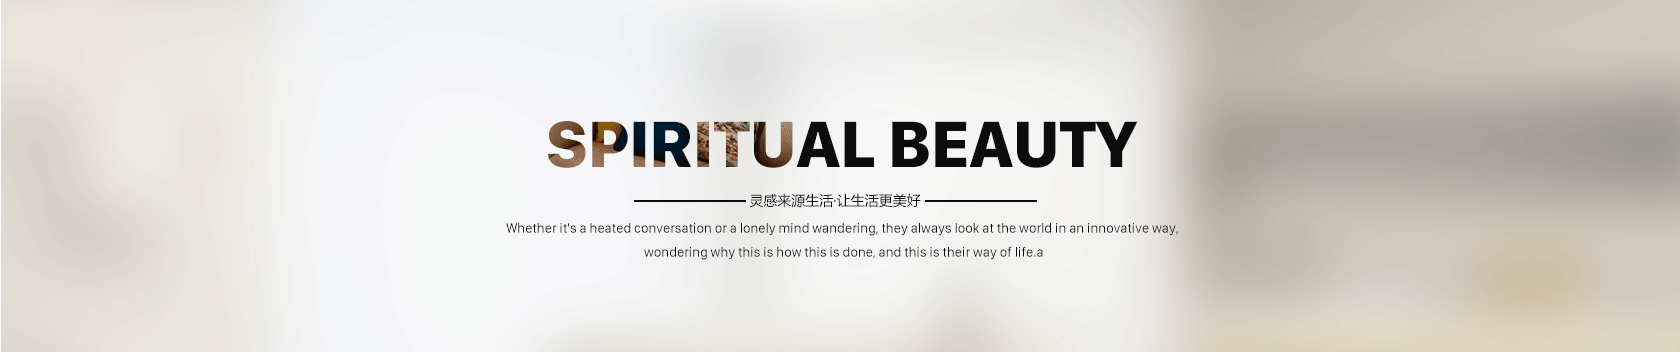 SPIRITUAL BEAUTY
灵感来源生活·让生活更美好
Whether it's a heated conversation or a lonely mind wandering, they always look at the world in an innovative way,
wondering why this is how this is done, and this is their way of life.a